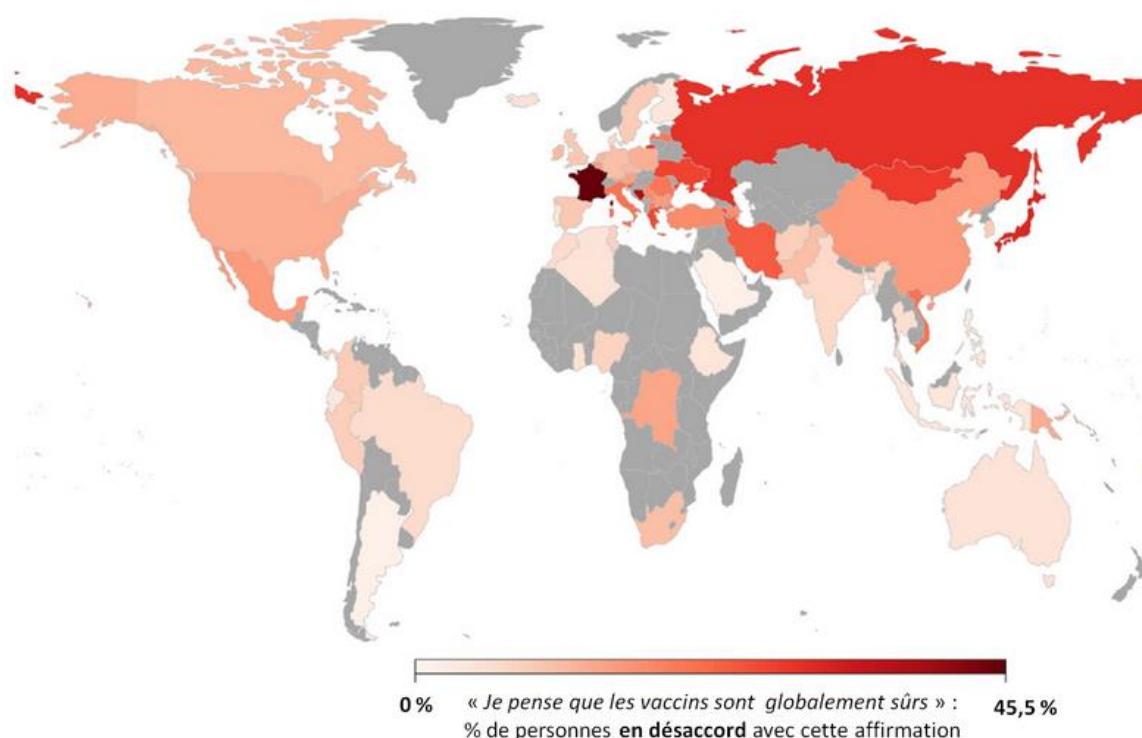 0 %
« Je pense que les vaccins sont globalement sûrs » :
45,5 %
% de personnes en désaccord avec cette affirmation